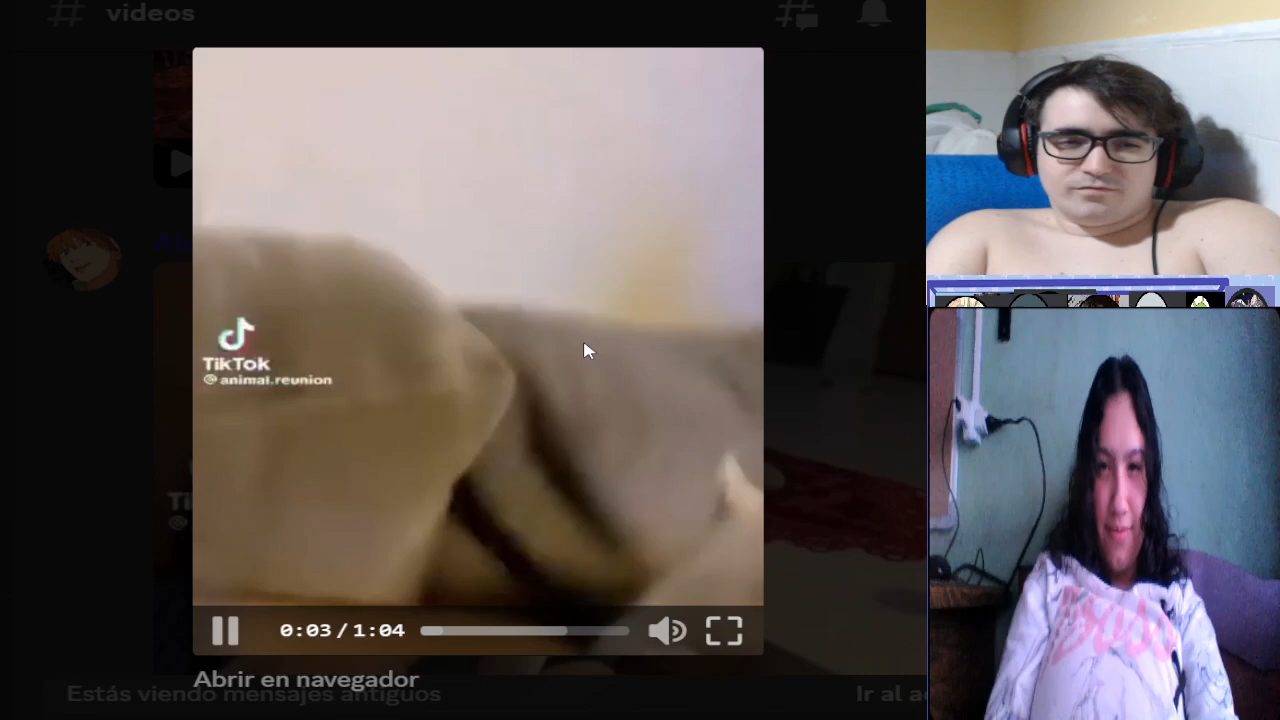 videos
TikTok
@animal.reunion
0:03 / 1:04
Abrir en navegador
Estás viendo mensajes antiguos
Ir al a